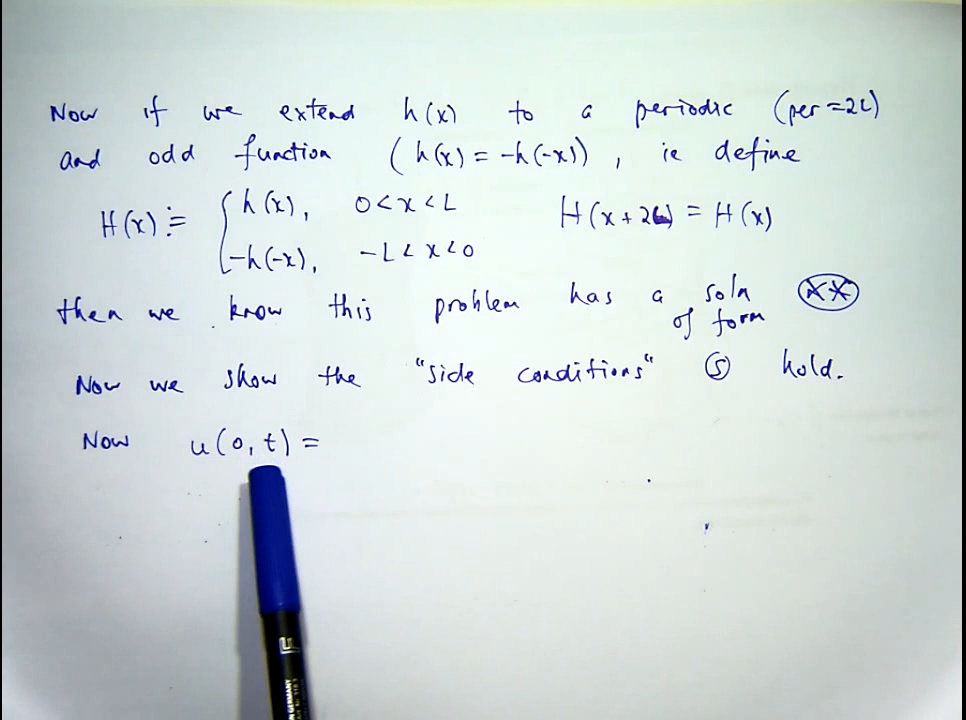 Now if we extend h(x) to a periodic (per = 2L)
and odd function (h(x) = -h(-x)), ie define
H(x) := { h(x), 0 < x < L H(x + 2L) = H(x)
-h(-x), -L < x < 0
then we know this problem has a soln **
of form
Now we show the "side conditions" S hold.
Now u(0, t) =
GERMANY